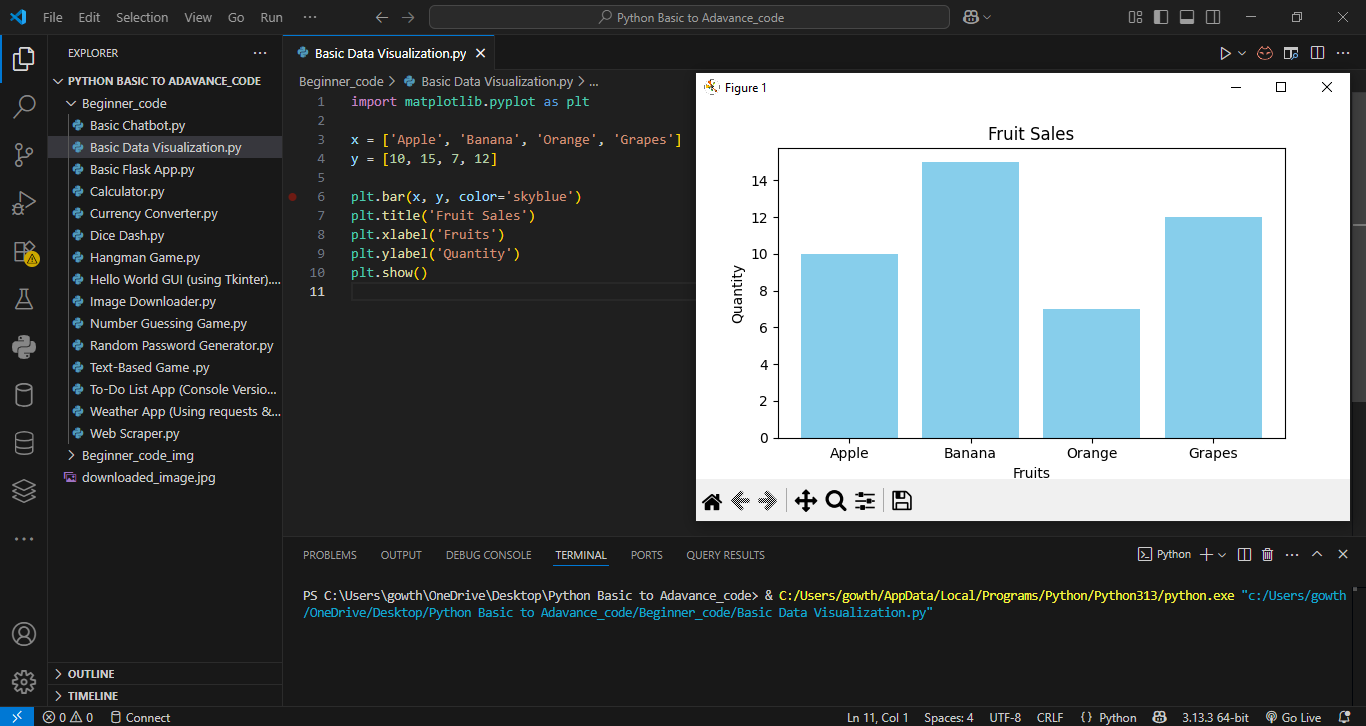 File Edit Selection View Go Run ··· Python Basic to Adavance_code
EXPLORER
PYTHON BASIC TO ADAVANCE_CODE
Beginner_code
Basic Chatbot.py
Basic Data Visualization.py
Basic Flask App.py
Calculator.py
Currency Converter.py
Dice Dash.py
Hangman Game.py
Hello World GUI (using Tkinter)....
Image Downloader.py
Number Guessing Game.py
Random Password Generator.py
Text-Based Game .py
To-Do List App (Console Versio...
Weather App (Using requests &...
Web Scraper.py
Beginner_code_img
downloaded_image.jpg
OUTLINE
TIMELINE
Basic Data Visualization.py
Beginner_code > Basic Data Visualization.py > ...
1 import matplotlib.pyplot as plt
2
3 x = ['Apple', 'Banana', 'Orange', 'Grapes']
4 y = [10, 15, 7, 12]
5
6 plt.bar(x, y, color='skyblue')
7 plt.title('Fruit Sales')
8 plt.xlabel('Fruits')
9 plt.ylabel('Quantity')
10 plt.show()
11
Figure 1
Fruit Sales
Quantity
14
12
10
8
6
4
2
0
Apple Banana Orange Grapes
Fruits
PROBLEMS OUTPUT DEBUG CONSOLE TERMINAL PORTS QUERY RESULTS Python
PS C:\Users\gowth\OneDrive\Desktop\Python Basic to Adavance_code> & C:/Users/gowth/AppData/Local/Programs/Python/Python313/python.exe "c:/Users/gowth
/OneDrive/Desktop/Python Basic to Adavance_code/Beginner_code/Basic Data Visualization.py"
0 0 Connect Ln 11, Col 1 Spaces: 4 UTF-8 CRLF {} Python 3.13.3 64-bit Go Live